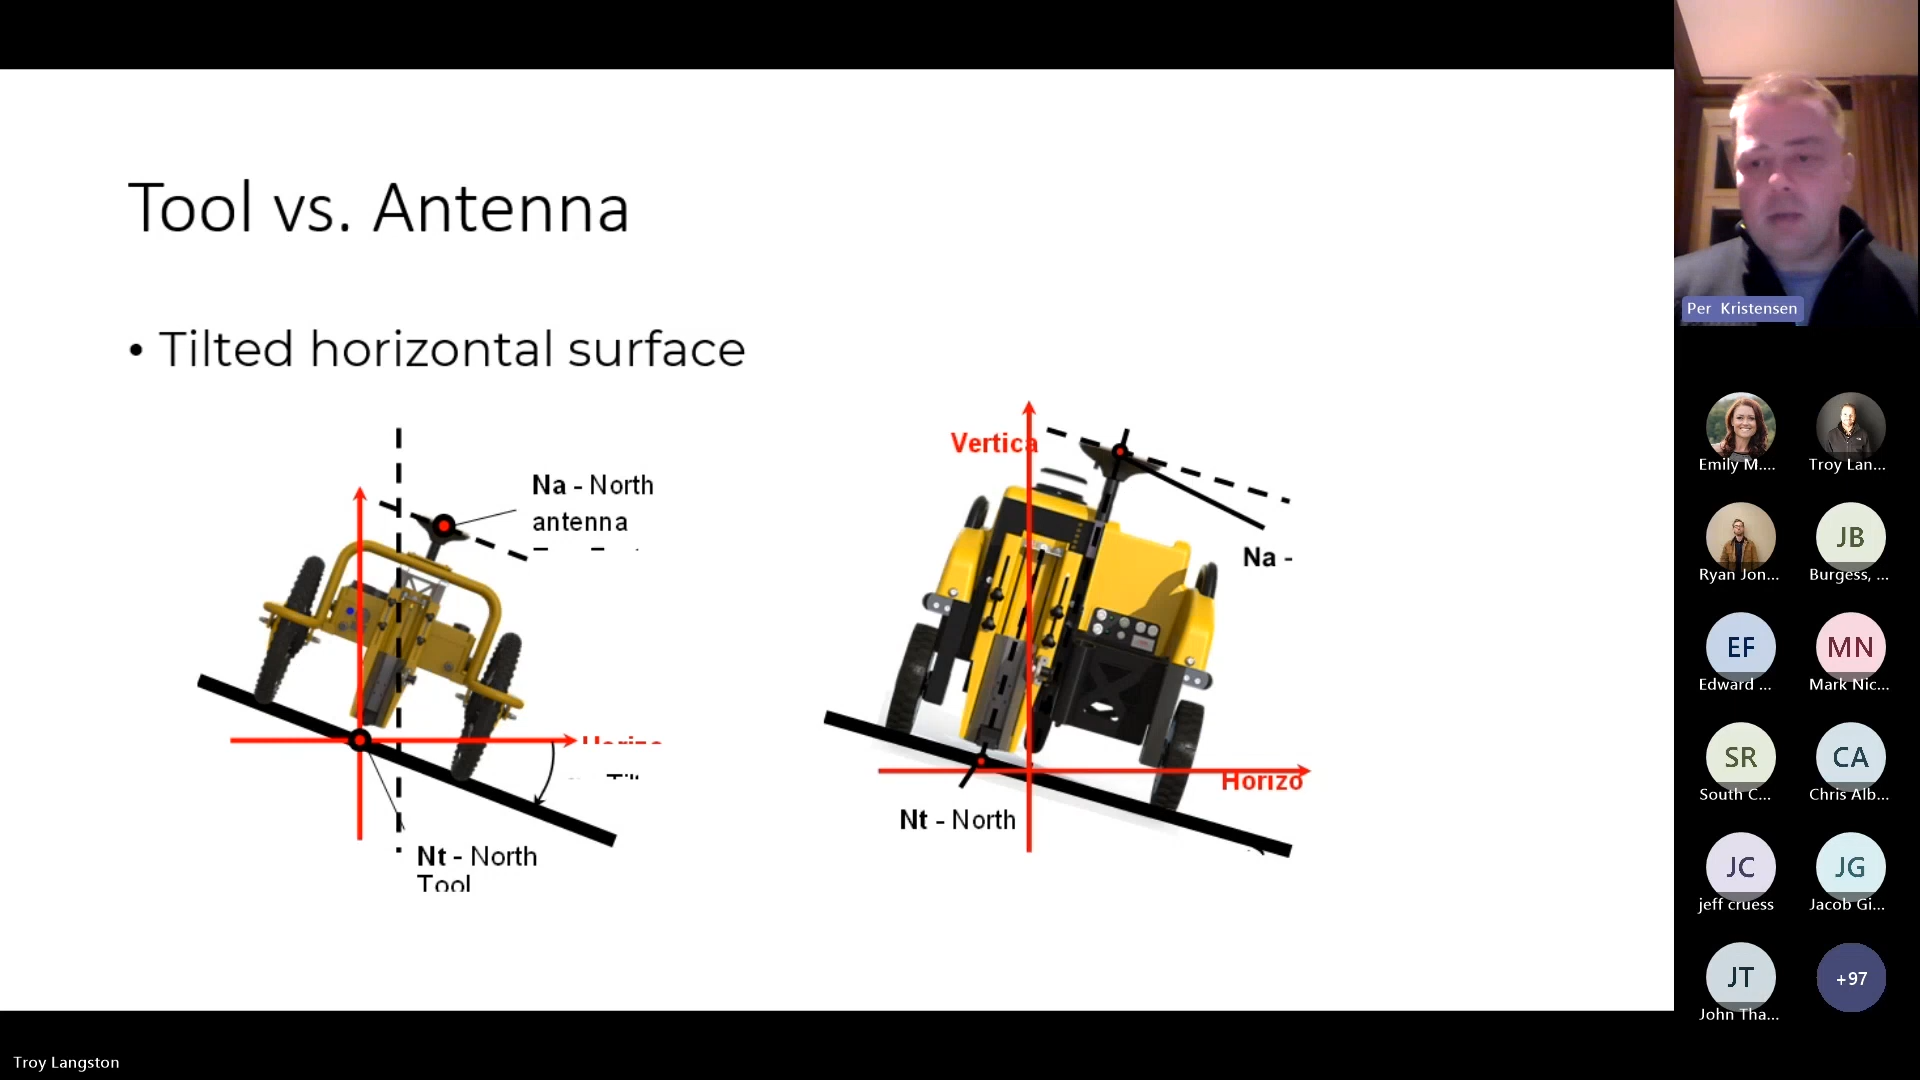 Tool vs. Antenna
• Tilted horizontal surface
Na - North
antenna
Nt - North
Tool
Vertica
Na -
Horizo
Nt - North
Per Kristensen
Emily M....
Troy Lan...
Ryan Jon...
JB
Burgess, ...
EF
Edward ...
MN
Mark Nic...
SR
South C...
CA
Chris Alb...
JC
jeff cruess
JG
Jacob Gi...
JT
John Tha...
+97
Troy Langston